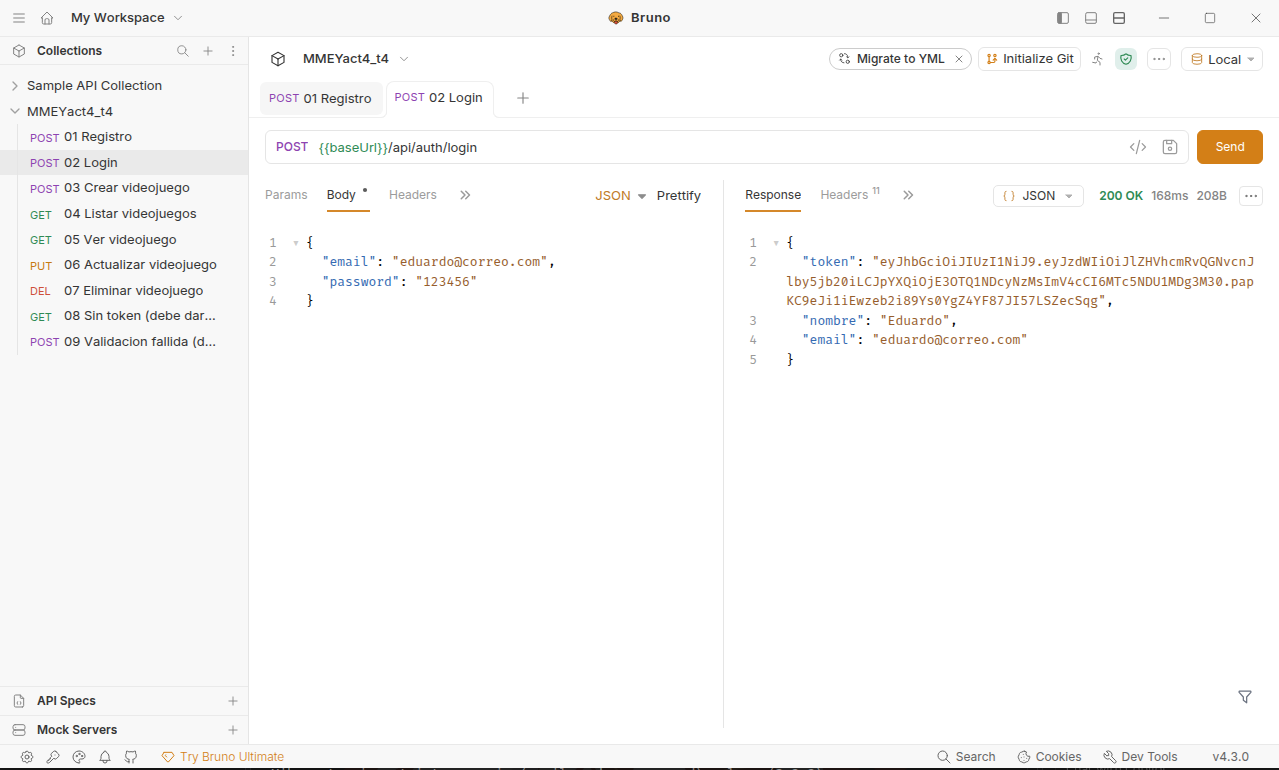 My Workspace
Bruno
Collections
MMEYact4_t4
Migrate to YML
Initialize Git
Local
Sample API Collection
MMEYact4_t4
POST 01 Registro
POST 02 Login
POST 03 Crear videojuego
GET 04 Listar videojuegos
GET 05 Ver videojuego
PUT 06 Actualizar videojuego
DEL 07 Eliminar videojuego
GET 08 Sin token (debe dar...
POST 09 Validacion fallida (d...
API Specs
Mock Servers
POST 01 Registro
POST 02 Login
POST {{baseUrl}}/api/auth/login
Send
Params Body Headers
JSON Prettify
1 {
2 "email": "eduardo@correo.com",
3 "password": "123456"
4 }
Response Headers 11
{ } JSON
200 OK 168ms 208B
1 {
2 "token": "eyJhbGciOiJIUzI1NiJ9.eyJzdWIiOiJlZHVhcmRvQGNvcnJ
lby5jb20iLCJpYXQiOjE3OTQ1NDcyNzMsImV4cCI6MTc5NDU1MDg3M30.pap
KC9eJi1iEwzeb2i89Ys0YgZ4YF87JI57LSZecSqg",
3 "nombre": "Eduardo",
4 "email": "eduardo@correo.com"
5 }
Try Bruno Ultimate
Search
Cookies
Dev Tools
v4.3.0